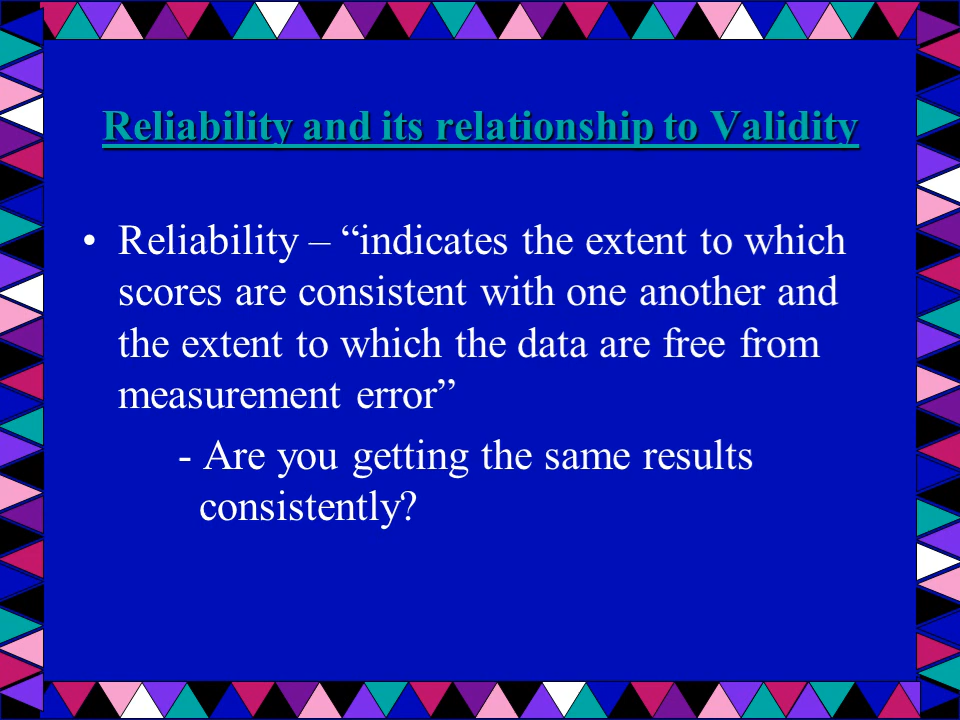 Reliability and its relationship to Validity
• Reliability – “indicates the extent to which
scores are consistent with one another and
the extent to which the data are free from
measurement error”
- Are you getting the same results
consistently?